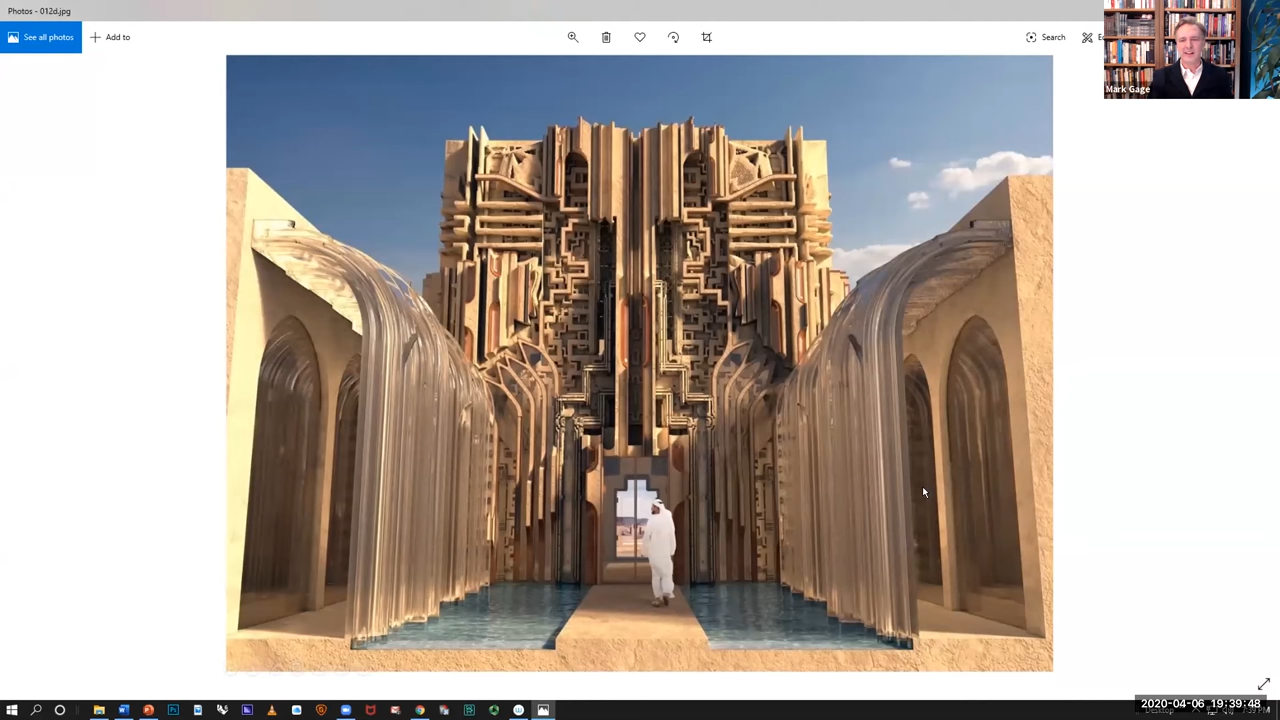 Photos - 012d.jpg
See all photos
Add to
Search
Mark Gage
2020-04-06 19:39:48